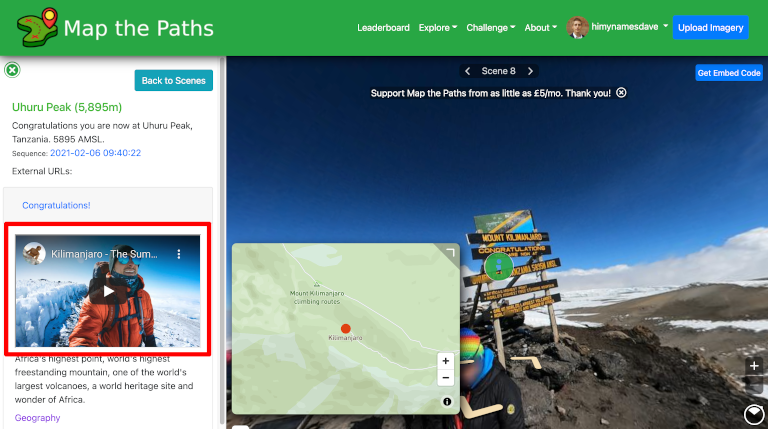 Map the Paths
Leaderboard Explore Challenge About himynamesdave Upload Imagery
Back to Scenes
Uhuru Peak (5,895m)
Congratulations you are now at Uhuru Peak,
Tanzania. 5895 AMSL.
Sequence: 2021-02-06 09:40:22
External URLs:
Congratulations!
Kilimanjaro - The Sum...
Africa's highest point, world's highest
freestanding mountain, one of the world's
largest volcanoes, a world heritage site and
wonder of Africa.
Geography
Scene 8
Get Embed Code
Support Map the Paths from as little as £5/mo. Thank you!
MOUNT KILIMANJARO
CONGRATULATIONS
Mount Kilimanjaro
climbing routes
Kilimanjaro
+
−
+